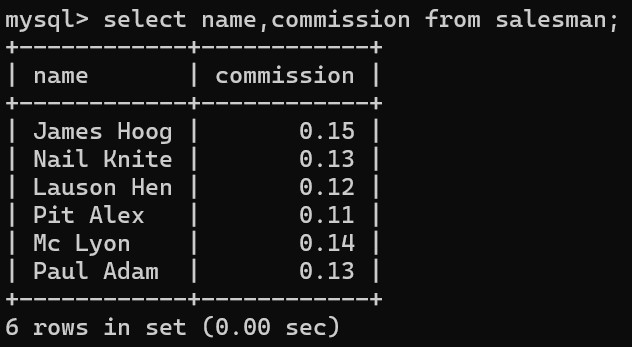 mysql> select name,commission from salesman;
+------------+------------+
| name       | commission |
+------------+------------+
| James Hoog |       0.15 |
| Nail Knite |       0.13 |
| Lauson Hen |       0.12 |
| Pit Alex   |       0.11 |
| Mc Lyon    |       0.14 |
| Paul Adam  |       0.13 |
+------------+------------+
6 rows in set (0.00 sec)